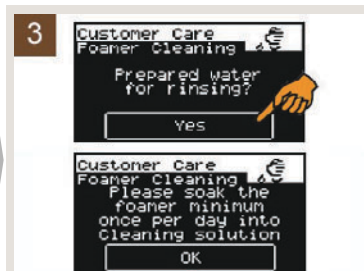 3
Customer Care
Foamer Cleaning
Prepared water
for rinsing?
Yes
Customer Care
Foamer Cleaning
Please soak the
foamer minimum
once per day into
Cleaning solution
OK